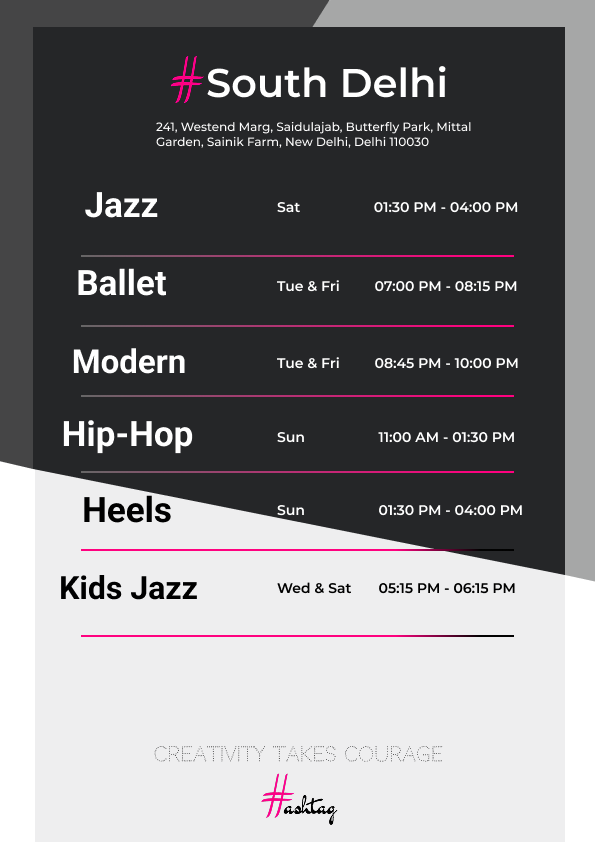 #South Delhi
241, Westend Marg, Saidulajab, Butterfly Park, Mittal
Garden, Sainik Farm, New Delhi, Delhi 110030
Jazz Sat 01:30 PM - 04:00 PM
Ballet Tue & Fri 07:00 PM - 08:15 PM
Modern Tue & Fri 08:45 PM - 10:00 PM
Hip-Hop Sun 11:00 AM - 01:30 PM
Heels Sun 01:30 PM - 04:00 PM
Kids Jazz Wed & Sat 05:15 PM - 06:15 PM
CREATIVITY TAKES COURAGE
#ashtag